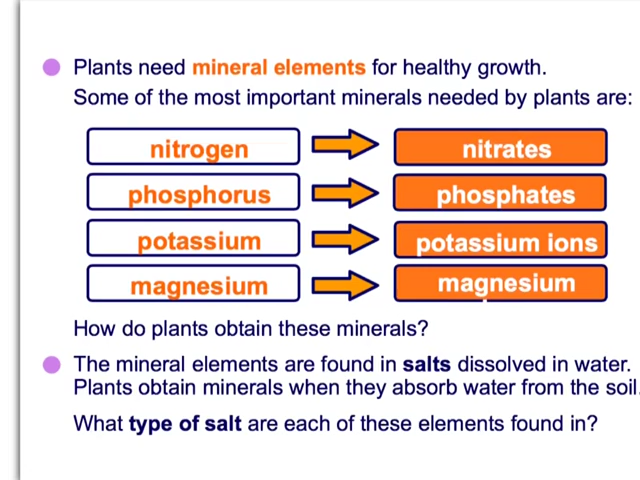 Plants need mineral elements for healthy growth.
Some of the most important minerals needed by plants are:
nitrogen nitrates
phosphorus phosphates
potassium potassium ions
magnesium magnesium
How do plants obtain these minerals?
The mineral elements are found in salts dissolved in water.
Plants obtain minerals when they absorb water from the soil.
What type of salt are each of these elements found in?